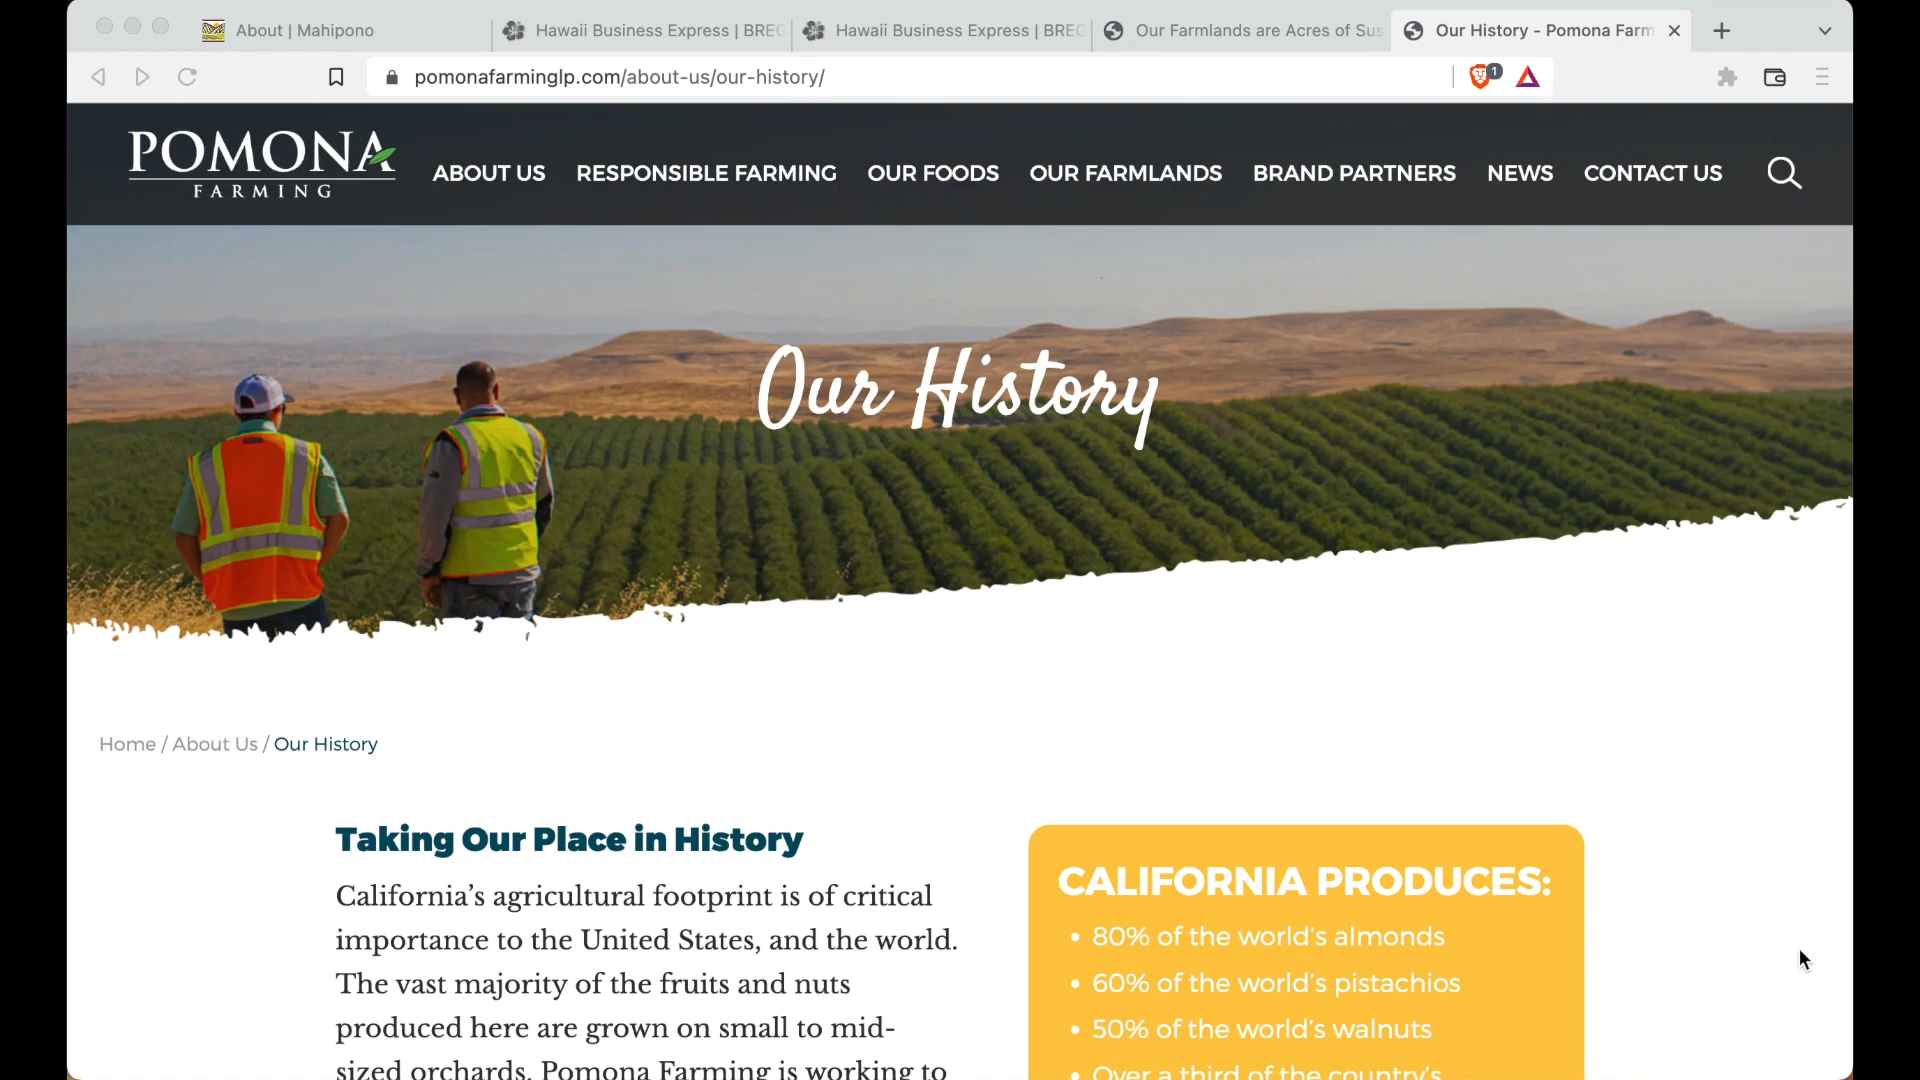 About | Mahipono
Hawaii Business Express | BREG
Hawaii Business Express | BREG
Our Farmlands are Acres of Sus
Our History - Pomona Farm
pomonafarminglp.com/about-us/our-history/
1
POMONA
FARMING
ABOUT US
RESPONSIBLE FARMING
OUR FOODS
OUR FARMLANDS
BRAND PARTNERS
NEWS
CONTACT US
Our History
Home / About Us / Our History
Taking Our Place in History
California’s agricultural footprint is of critical
importance to the United States, and the world.
The vast majority of the fruits and nuts
produced here are grown on small to mid-
sized orchards. Pomona Farming is working to
CALIFORNIA PRODUCES:
• 80% of the world’s almonds
• 60% of the world’s pistachios
• 50% of the world’s walnuts
• Over a third of the country’s